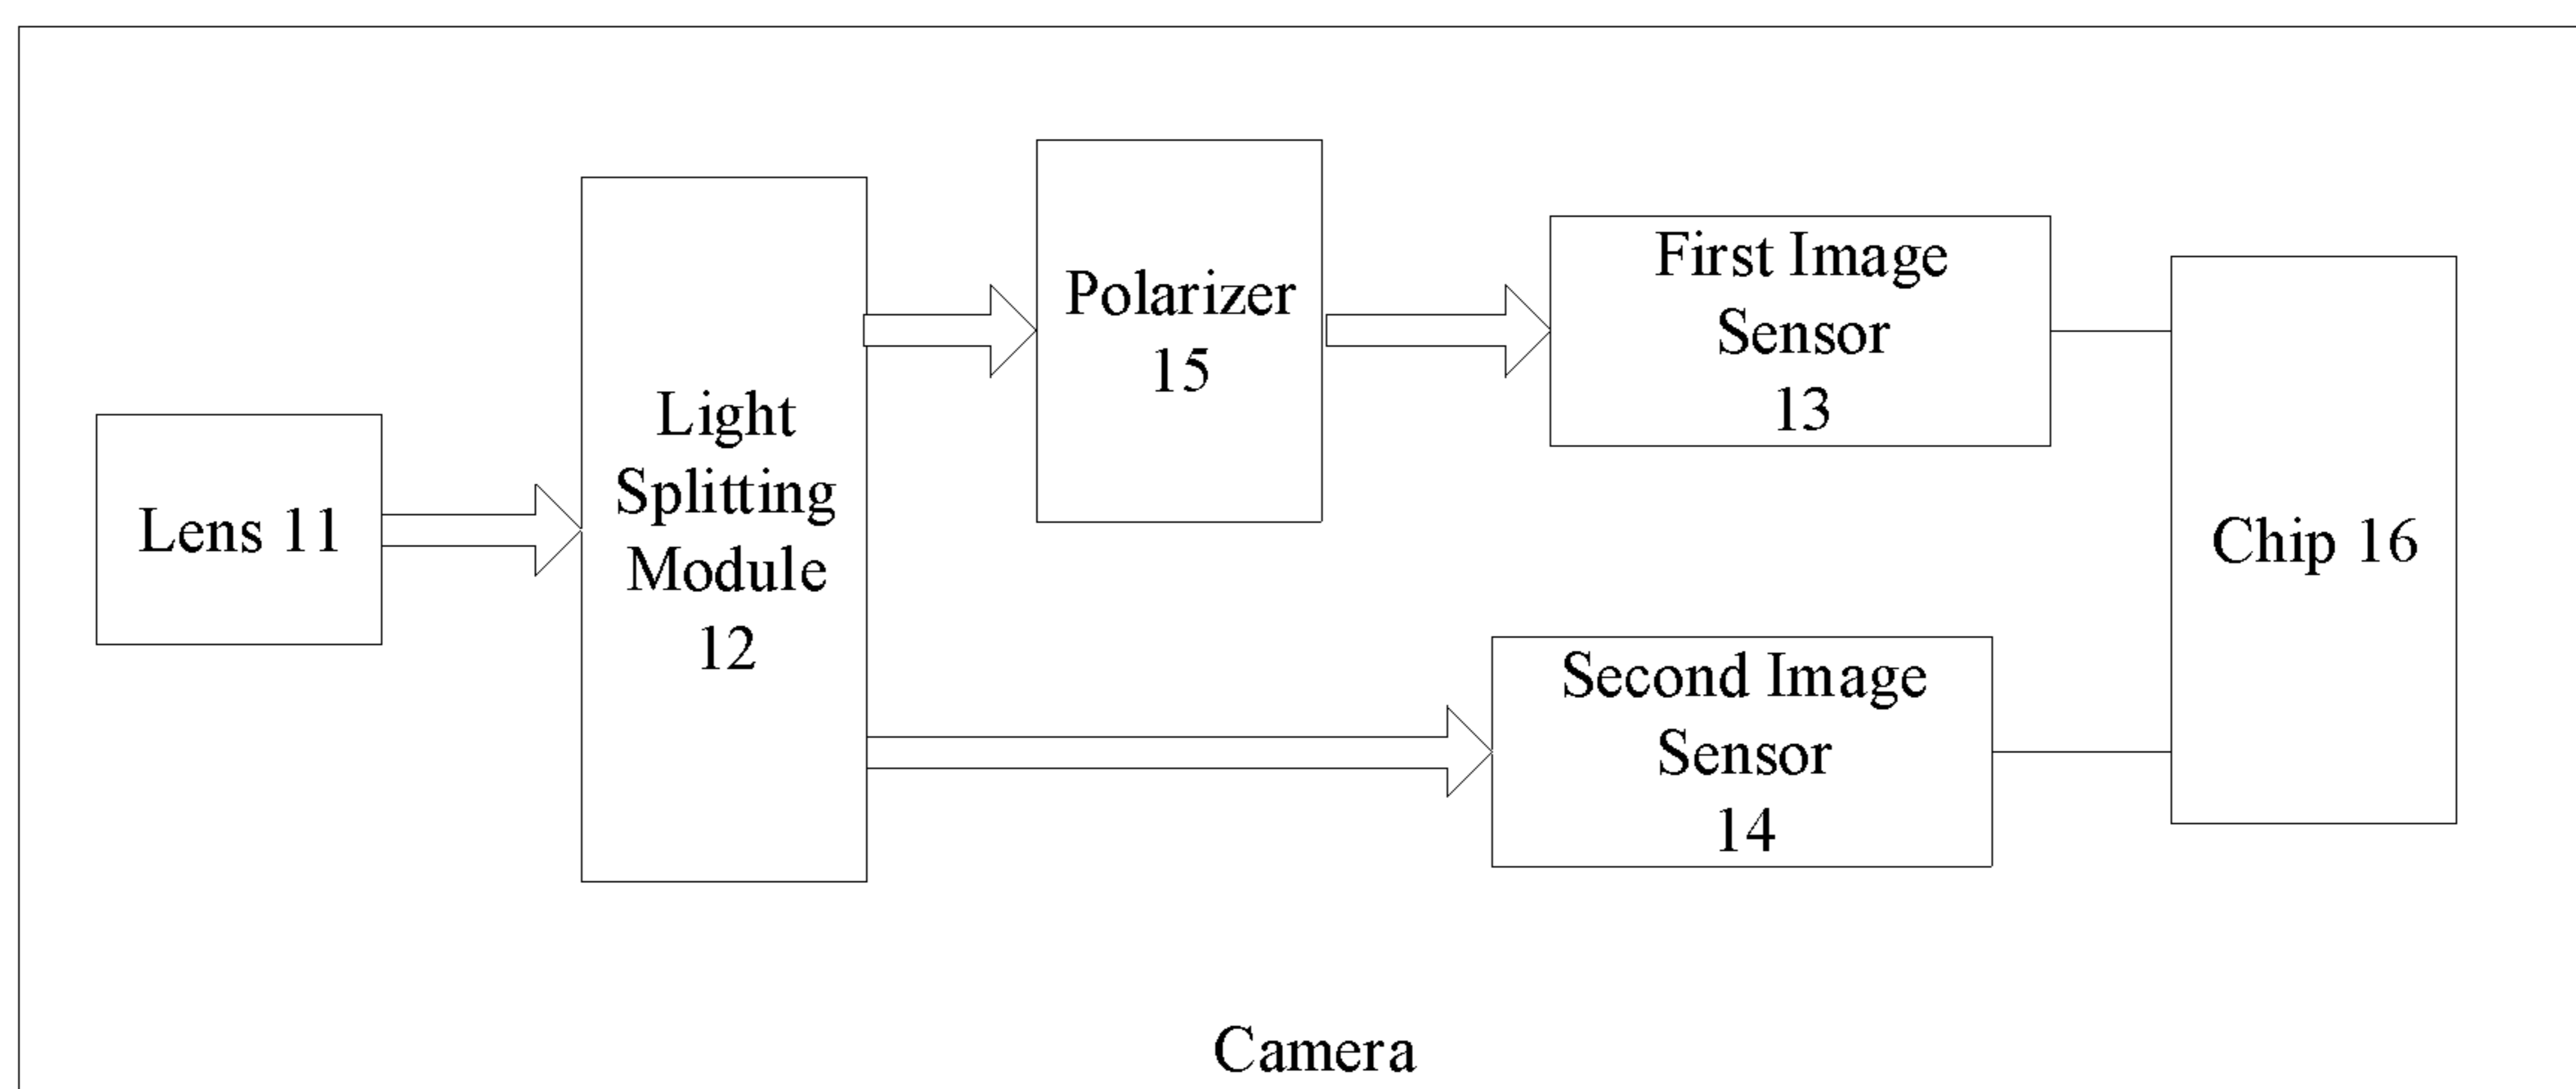 Lens 11
Light
Splitting
Module
12
Polarizer
15
First Image
Sensor
13
Second Image
Sensor
14
Chip 16
Camera